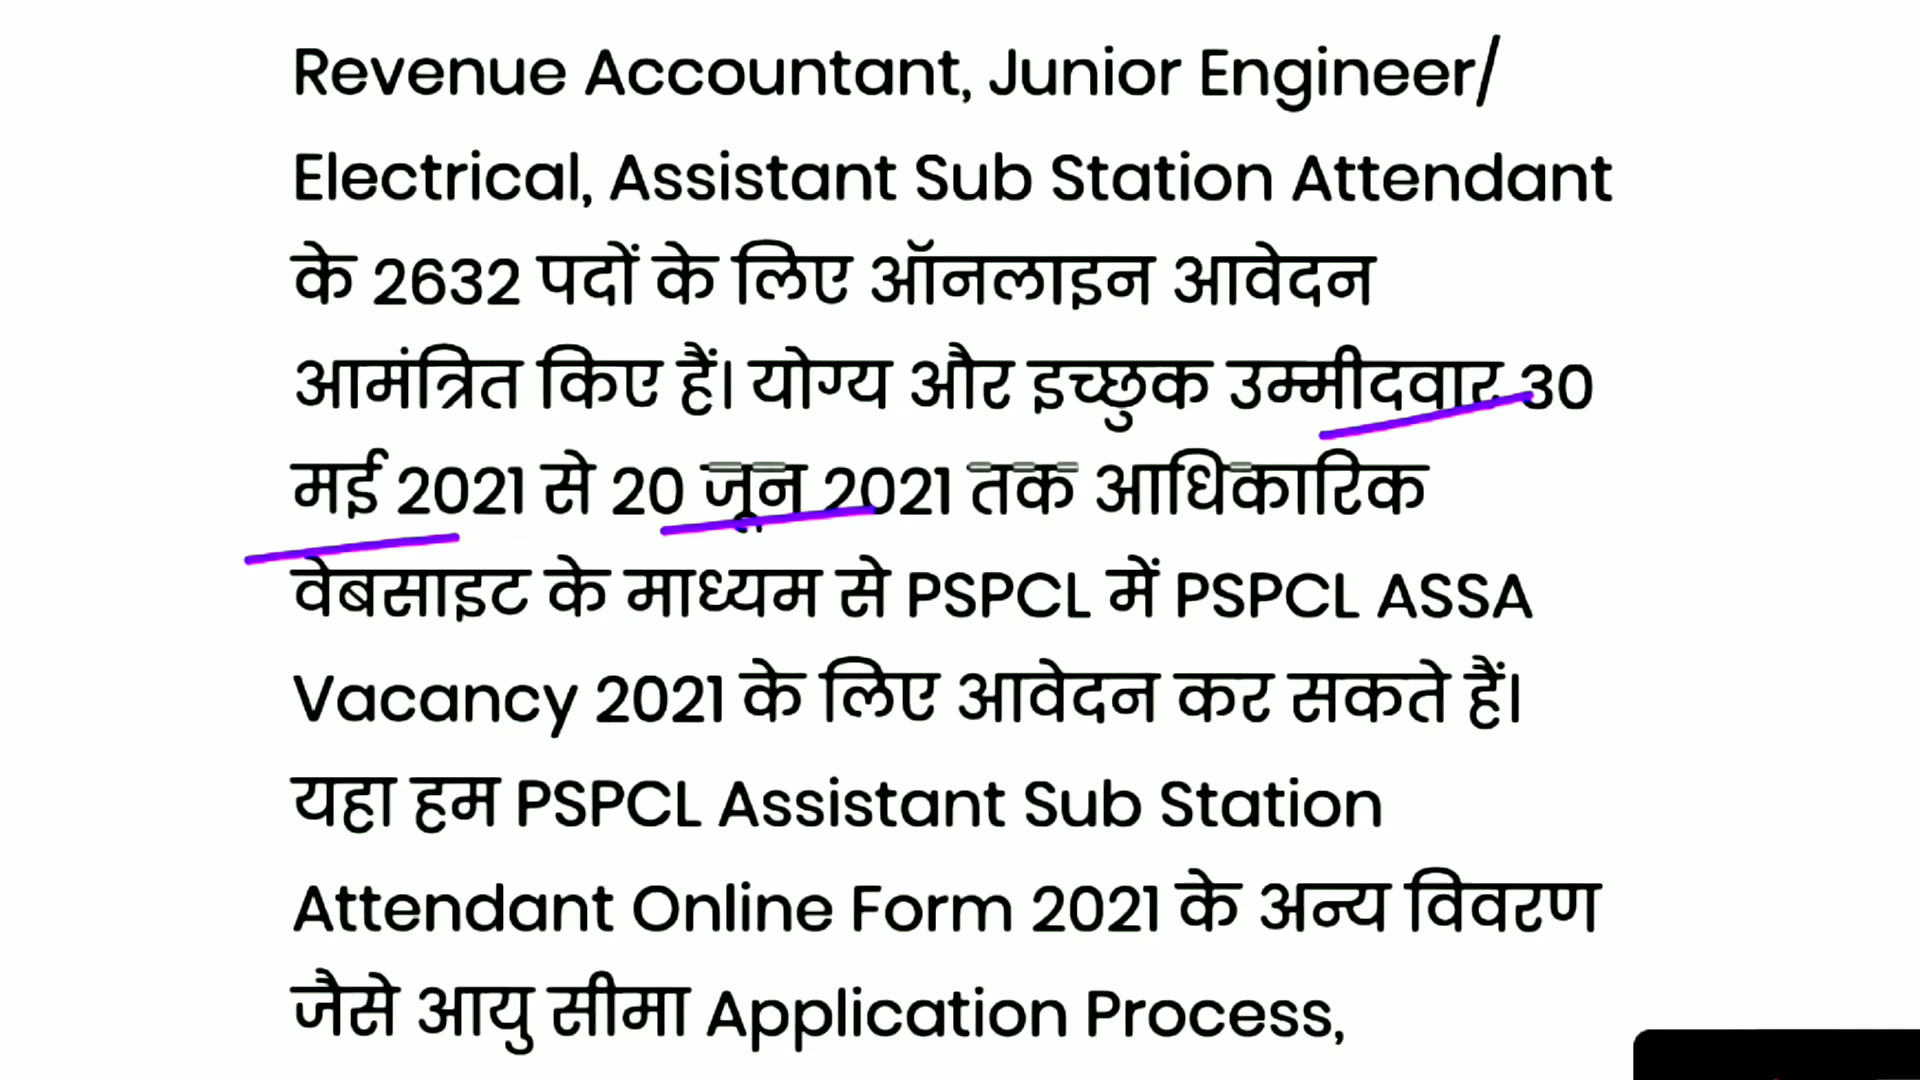 Revenue Accountant, Junior Engineer/
Electrical, Assistant Sub Station Attendant
के 2632 पदों के लिए ऑनलाइन आवेदन
आमंत्रित किए हैं। योग्य और इच्छुक उम्मीदवार 30
मई 2021 से 20 जून 2021 तक आधिकारिक
वेबसाइट के माध्यम से PSPCL में PSPCL ASSA
Vacancy 2021 के लिए आवेदन कर सकते हैं।
यहा हम PSPCL Assistant Sub Station
Attendant Online Form 2021 के अन्य विवरण
जैसे आयु सीमा Application Process,